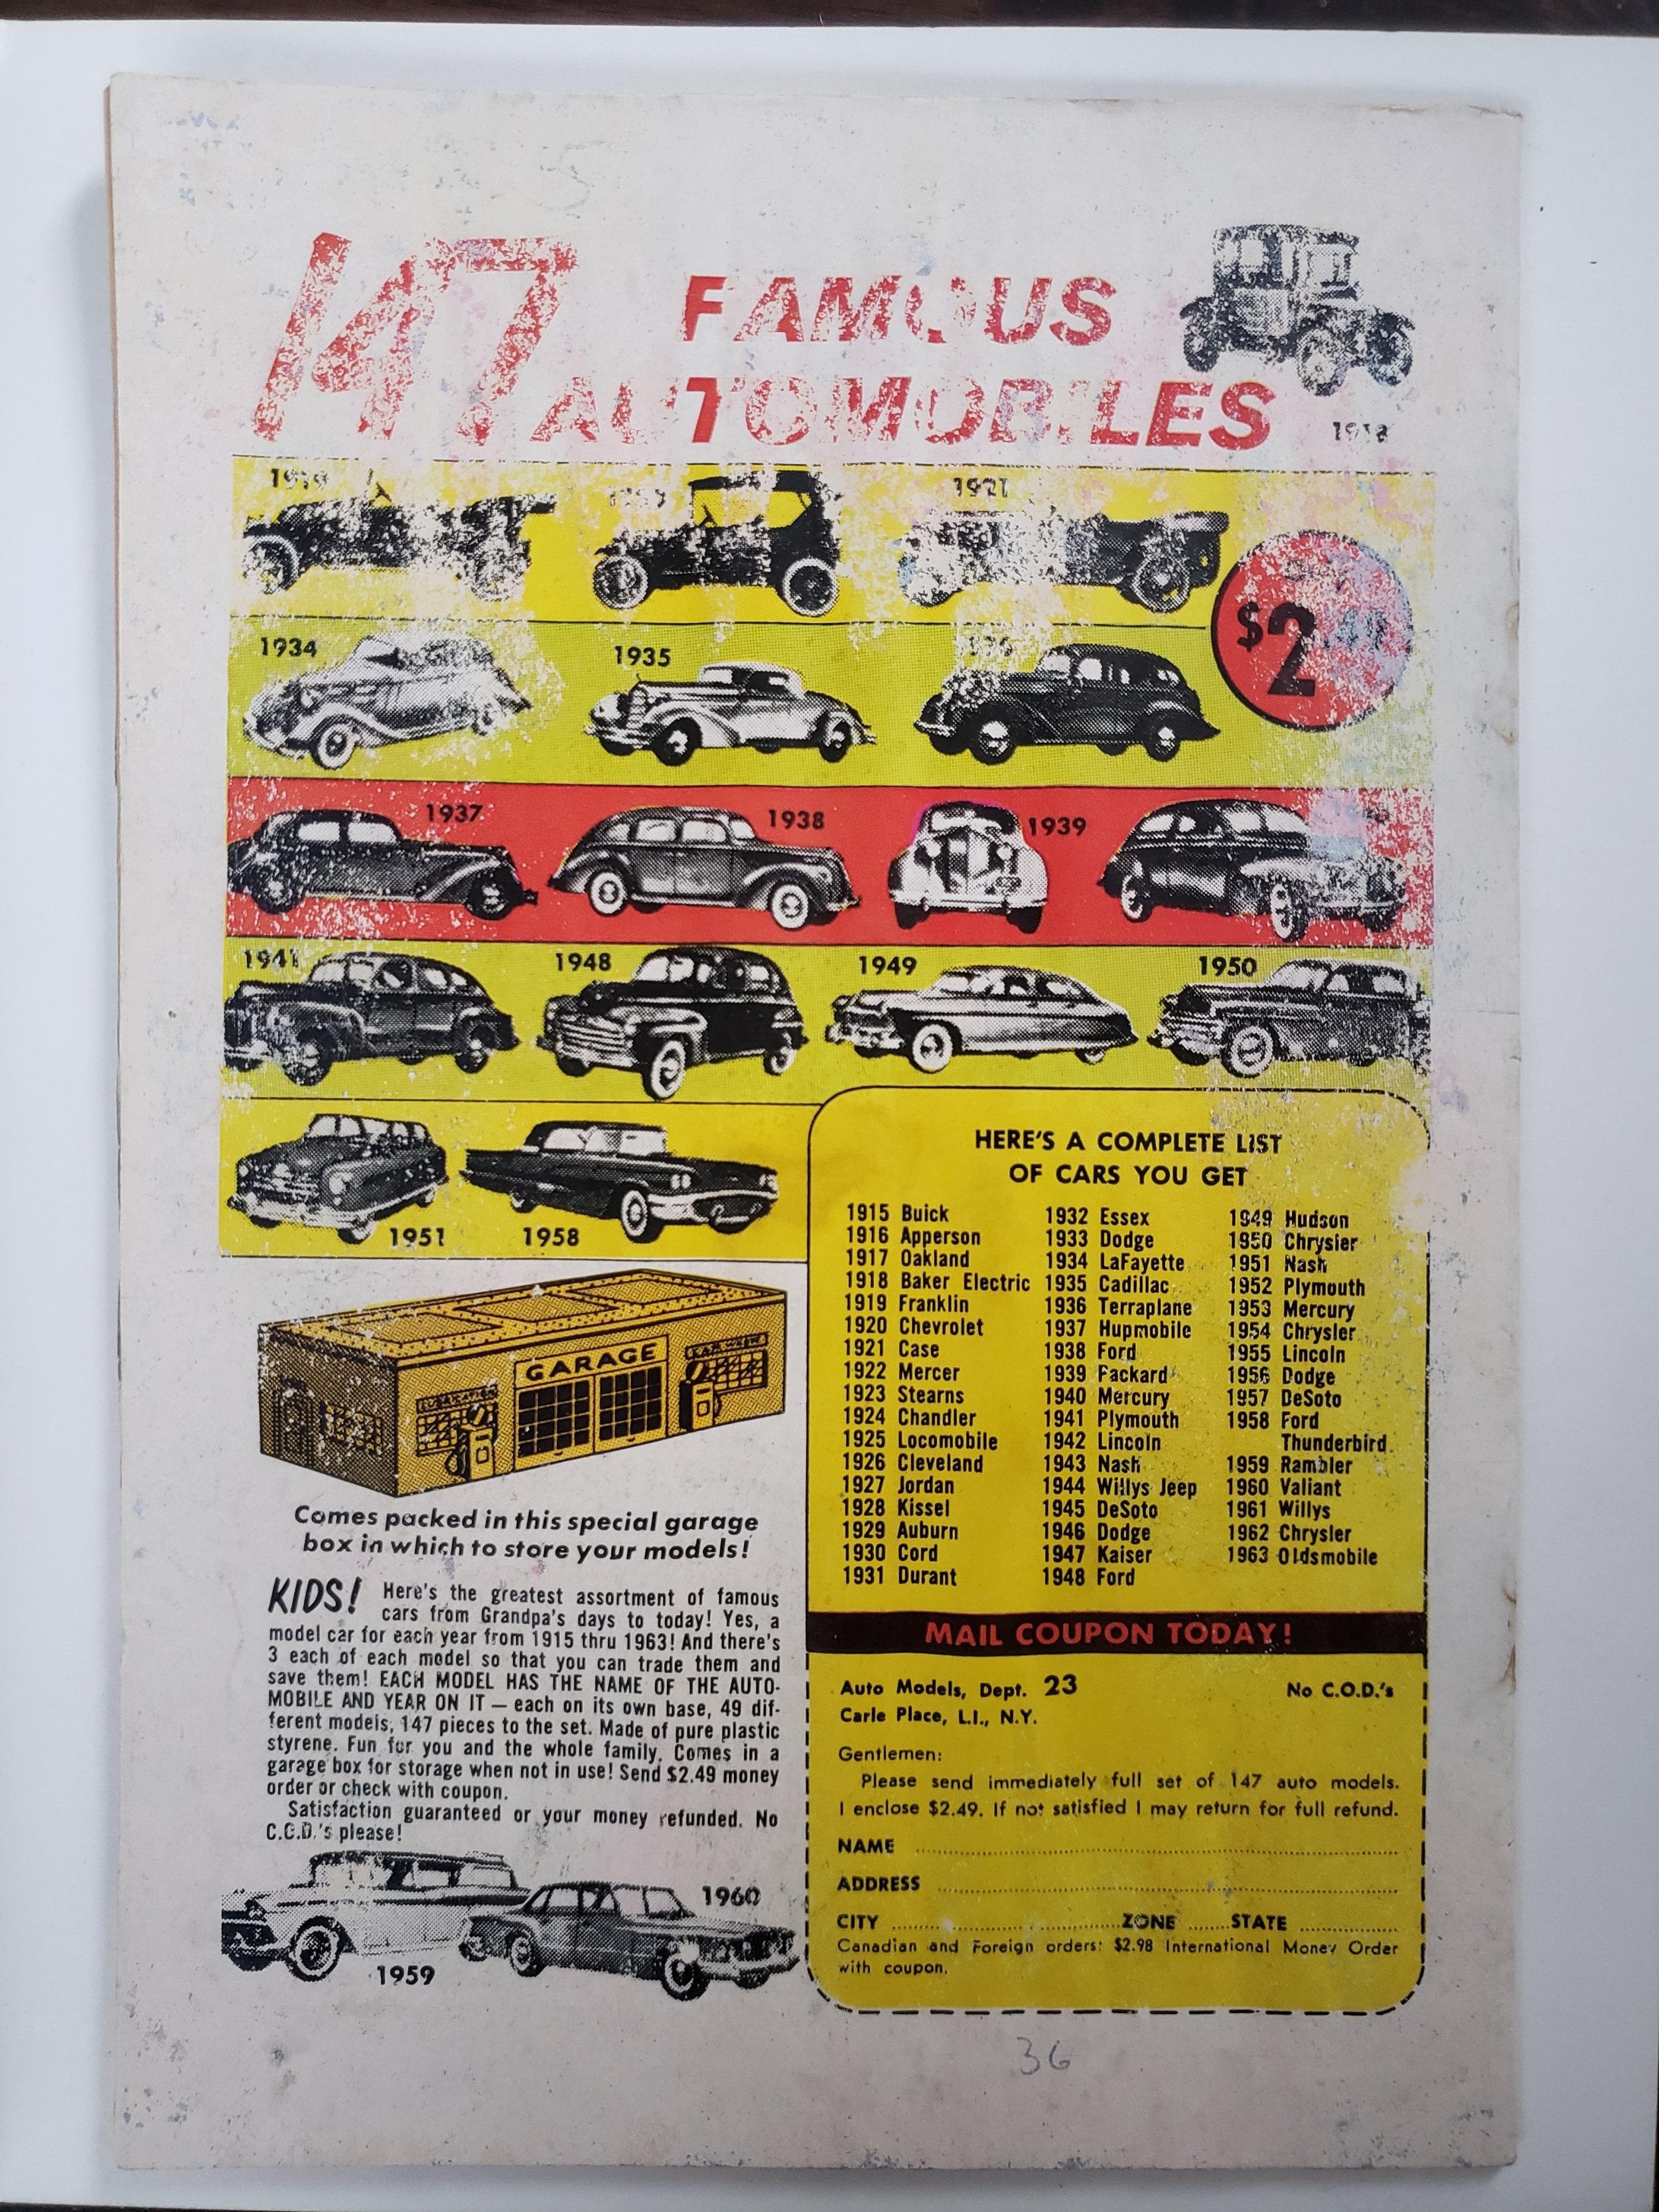 147 FAMOUS
AUTOMOBILES
1918
1919
1921
$2.49
1934
1935
1937
1938
1939
1941
1948
1949
1950
1951
1958
GARAGE
LUBRICATION
CAR WASH
Comes packed in this special garage
box in which to store your models!
KIDS! Here's the greatest assortment of famous
cars from Grandpa's days to today! Yes, a
model car for each year from 1915 thru 1963! And there's
3 each of each model so that you can trade them and
save them! EACH MODEL HAS THE NAME OF THE AUTO-
MOBILE AND YEAR ON IT — each on its own base, 49 dif-
ferent models, 147 pieces to the set. Made of pure plastic
styrene. Fun for you and the whole family. Comes in a
garage box for storage when not in use! Send $2.49 money
order or check with coupon.
Satisfaction guaranteed or your money refunded. No
C.O.D.'s please!
1959
1960
HERE'S A COMPLETE LIST
OF CARS YOU GET
1915 Buick
1916 Apperson
1917 Oakland
1918 Baker Electric
1919 Franklin
1920 Chevrolet
1921 Case
1922 Mercer
1923 Stearns
1924 Chandler
1925 Locomobile
1926 Cleveland
1927 Jordan
1928 Kissel
1929 Auburn
1930 Cord
1931 Durant
1932 Essex
1933 Dodge
1934 LaFayette
1935 Cadillac
1936 Terraplane
1937 Hupmobile
1938 Ford
1939 Packard
1940 Mercury
1941 Plymouth
1942 Lincoln
1943 Nash
1944 Willys Jeep
1945 DeSoto
1946 Dodge
1947 Kaiser
1948 Ford
1949 Hudson
1950 Chrysler
1951 Nash
1952 Plymouth
1953 Mercury
1954 Chrysler
1955 Lincoln
1956 Dodge
1957 DeSoto
1958 Ford
Thunderbird
1959 Rambler
1960 Valiant
1961 Willys
1962 Chrysler
1963 Oldsmobile
MAIL COUPON TODAY!
Auto Models, Dept. 23 No C.O.D.'s
Carle Place, L.I., N.Y.
Gentlemen:
Please send immediately full set of 147 auto models.
I enclose $2.49. If not satisfied I may return for full refund.
NAME
ADDRESS
CITY ZONE STATE
Canadian and Foreign orders: $2.98 International Money Order
with coupon.
36